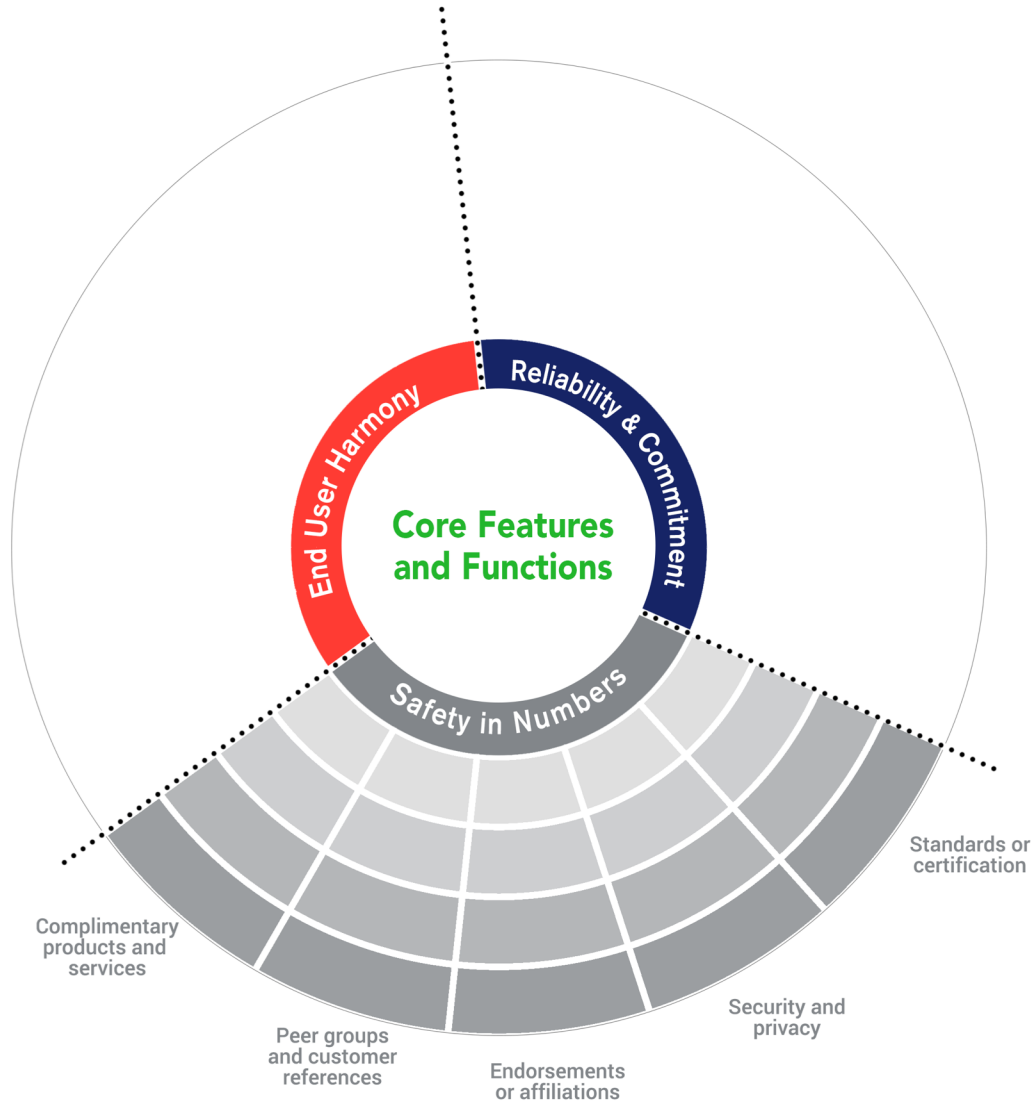 End User Harmony
Reliability & Commitment
Core Features
and Functions
Safety in Numbers
Standards or
certification
Complimentary
products and
services
Security and
privacy
Peer groups
and customer
references
Endorsements
or affiliations